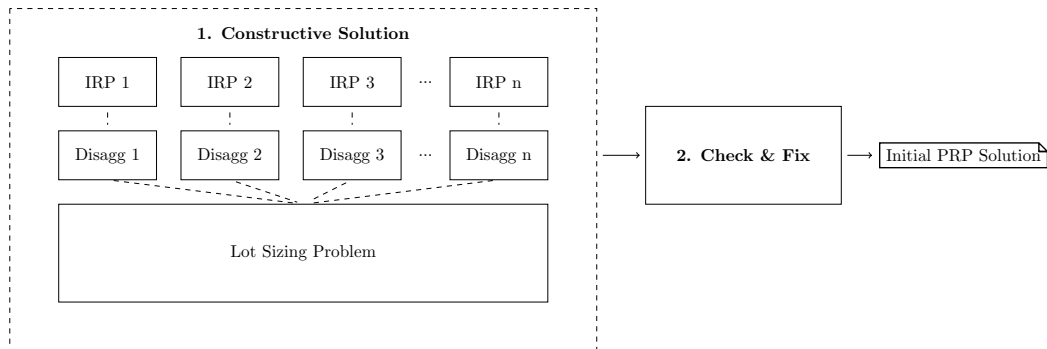 1. Constructive Solution
IRP 1 IRP 2 IRP 3 ... IRP n
Disagg 1 Disagg 2 Disagg 3 ... Disagg n
Lot Sizing Problem
2. Check & Fix
Initial PRP Solution